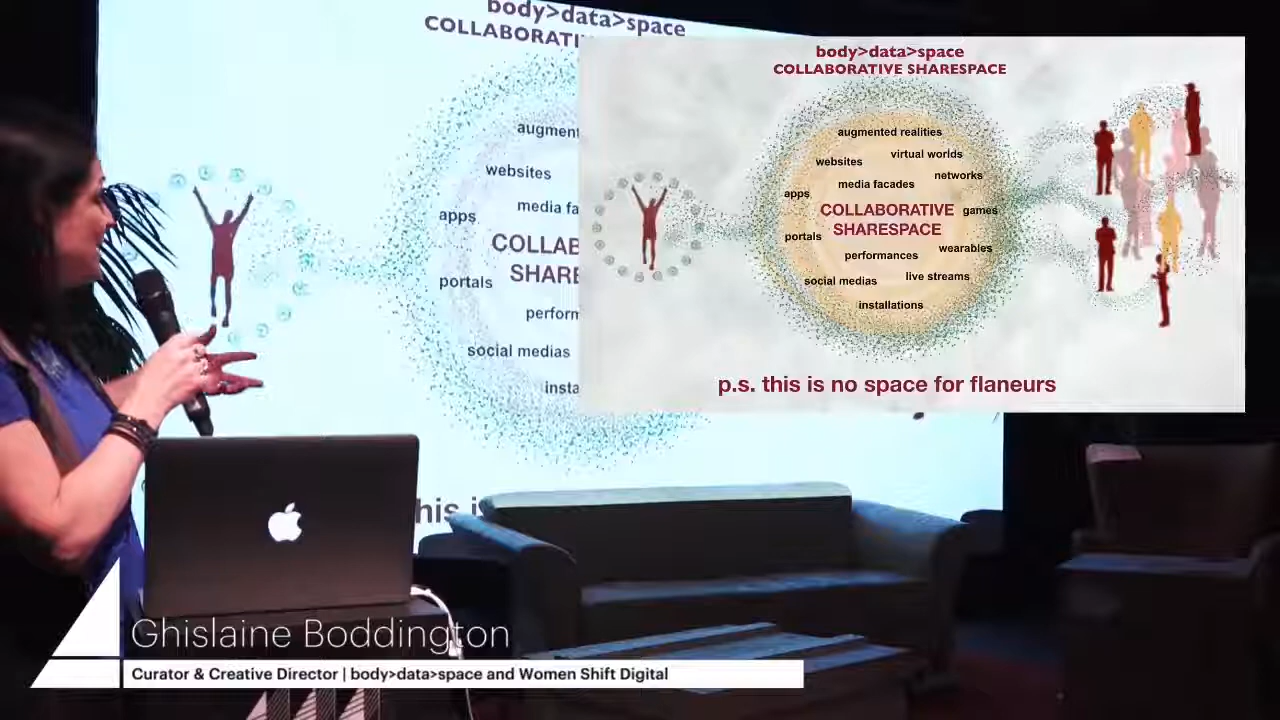 body>data>space
COLLABORATI
augment
websites
apps
media fa
COLLAB
SHARE
portals
perform
social medias
insta
his is
body>data>space
COLLABORATIVE SHARESPACE
augmented realities
virtual worlds
websites
networks
media facades
apps
COLLABORATIVE
SHARESPACE
games
portals
wearables
performances
live streams
social medias
installations
p.s. this is no space for flaneurs
Ghislaine Boddington
Curator & Creative Director | body>data>space and Women Shift Digital